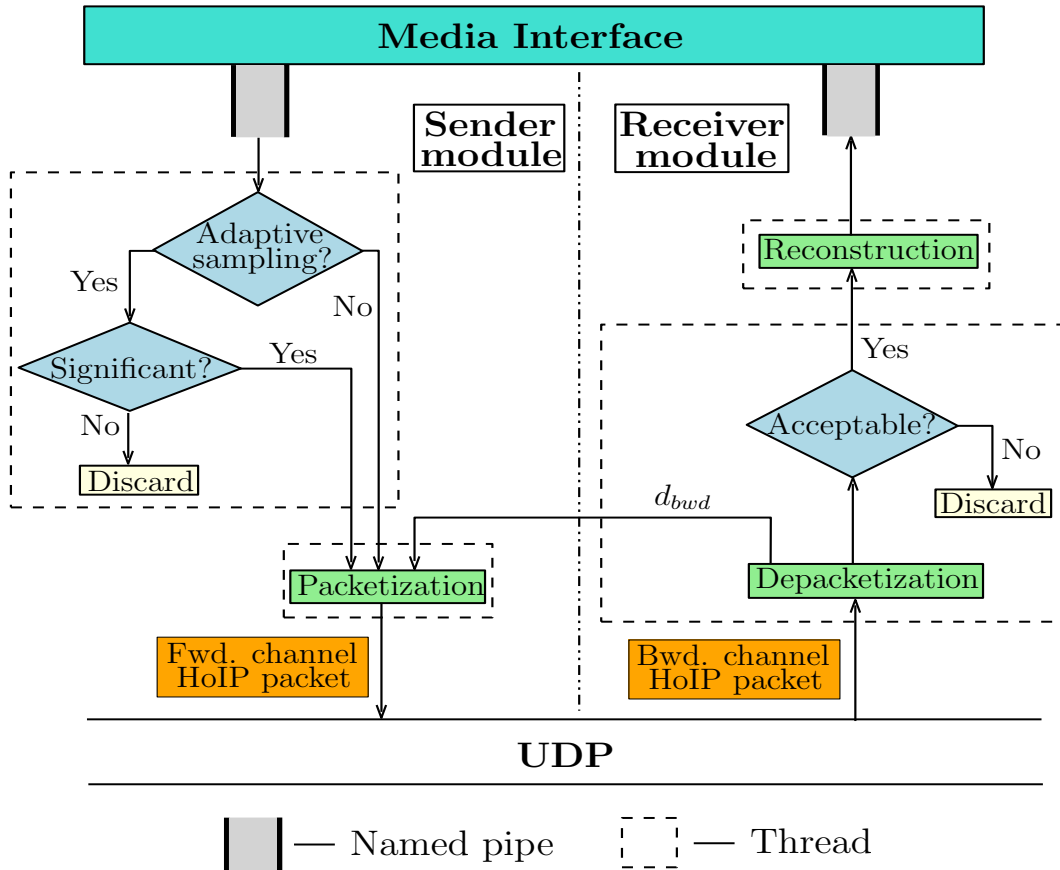 Media Interface
Sender
module
Receiver
module
Adaptive
sampling?
Yes
No
Significant?
Yes
No
Discard
Reconstruction
Yes
Acceptable?
No
Discard
d_bwd
Packetization
Depacketization
Fwd. channel
HoIP packet
Bwd. channel
HoIP packet
UDP
— Named pipe
— Thread